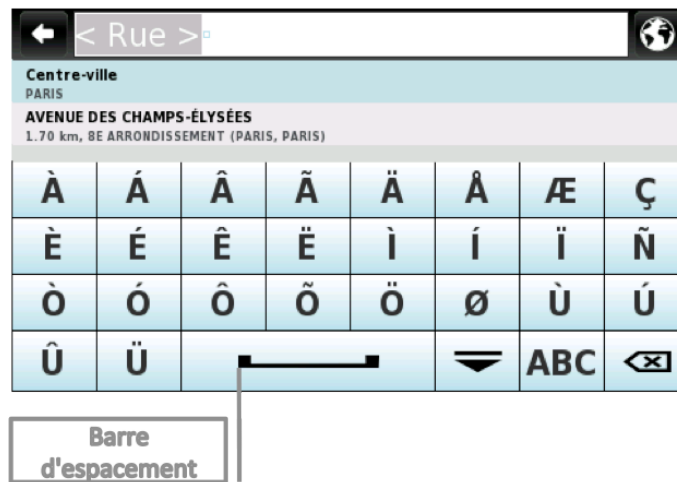 < Rue >
Centre-ville
PARIS
AVENUE DES CHAMPS-ÉLYSÉES
1.70 km, 8E ARRONDISSEMENT (PARIS, PARIS)
À Á Â Ã Ä Å Æ Ç
È É Ê Ë Ì Í Ï Ñ
Ò Ó Ô Õ Ö Ø Ù Ú
Û Ü ABC
Barre
d'espacement